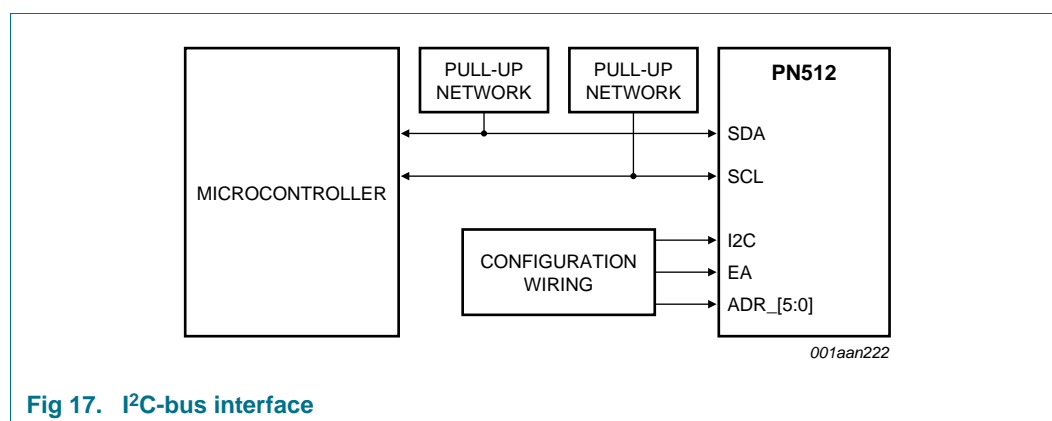 PULL-UP
NETWORK
PULL-UP
NETWORK
PN512
SDA
MICROCONTROLLER
SCL
CONFIGURATION
WIRING
I2C
EA
ADR_[5:0]
001aan222
Fig 17. I²C-bus interface